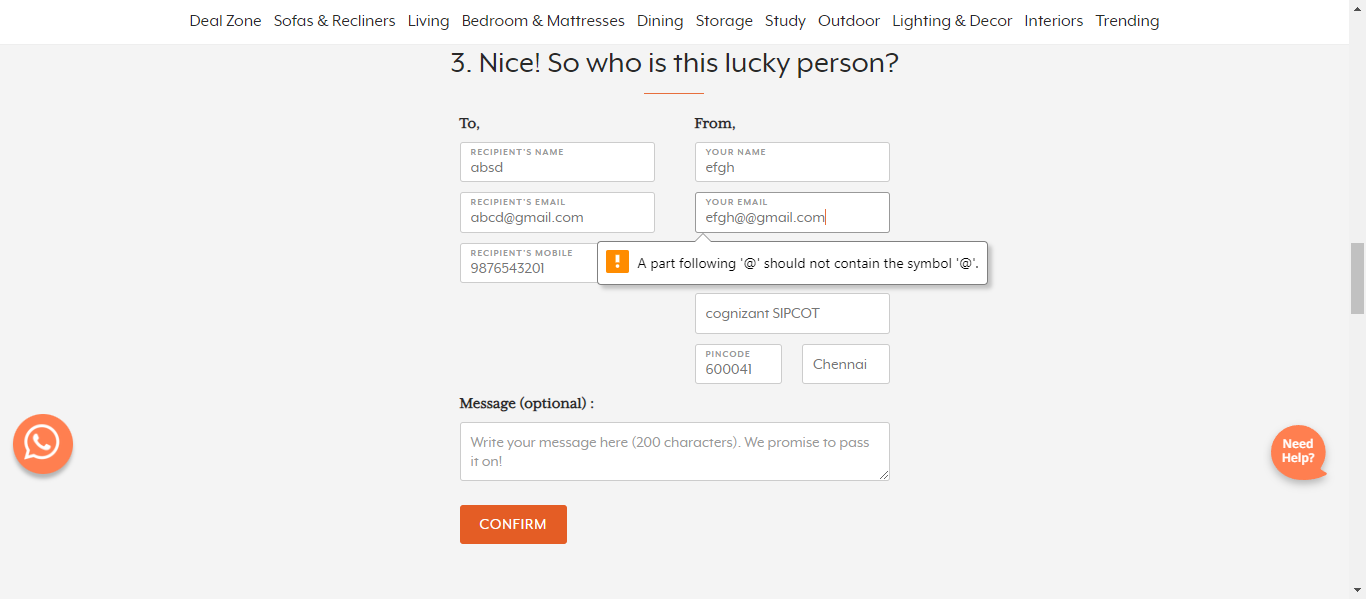 Deal Zone Sofas & Recliners Living Bedroom & Mattresses Dining Storage Study Outdoor Lighting & Decor Interiors Trending
3. Nice! So who is this lucky person?
To,
RECIPIENT'S NAME
absd
RECIPIENT'S EMAIL
abcd@gmail.com
RECIPIENT'S MOBILE
9876543201
From,
YOUR NAME
efgh
YOUR EMAIL
efgh@@gmail.com
A part following '@' should not contain the symbol '@'.
cognizant SIPCOT
PINCODE
600041
Chennai
Message (optional) :
Write your message here (200 characters). We promise to pass
it on!
CONFIRM
Need
Help?